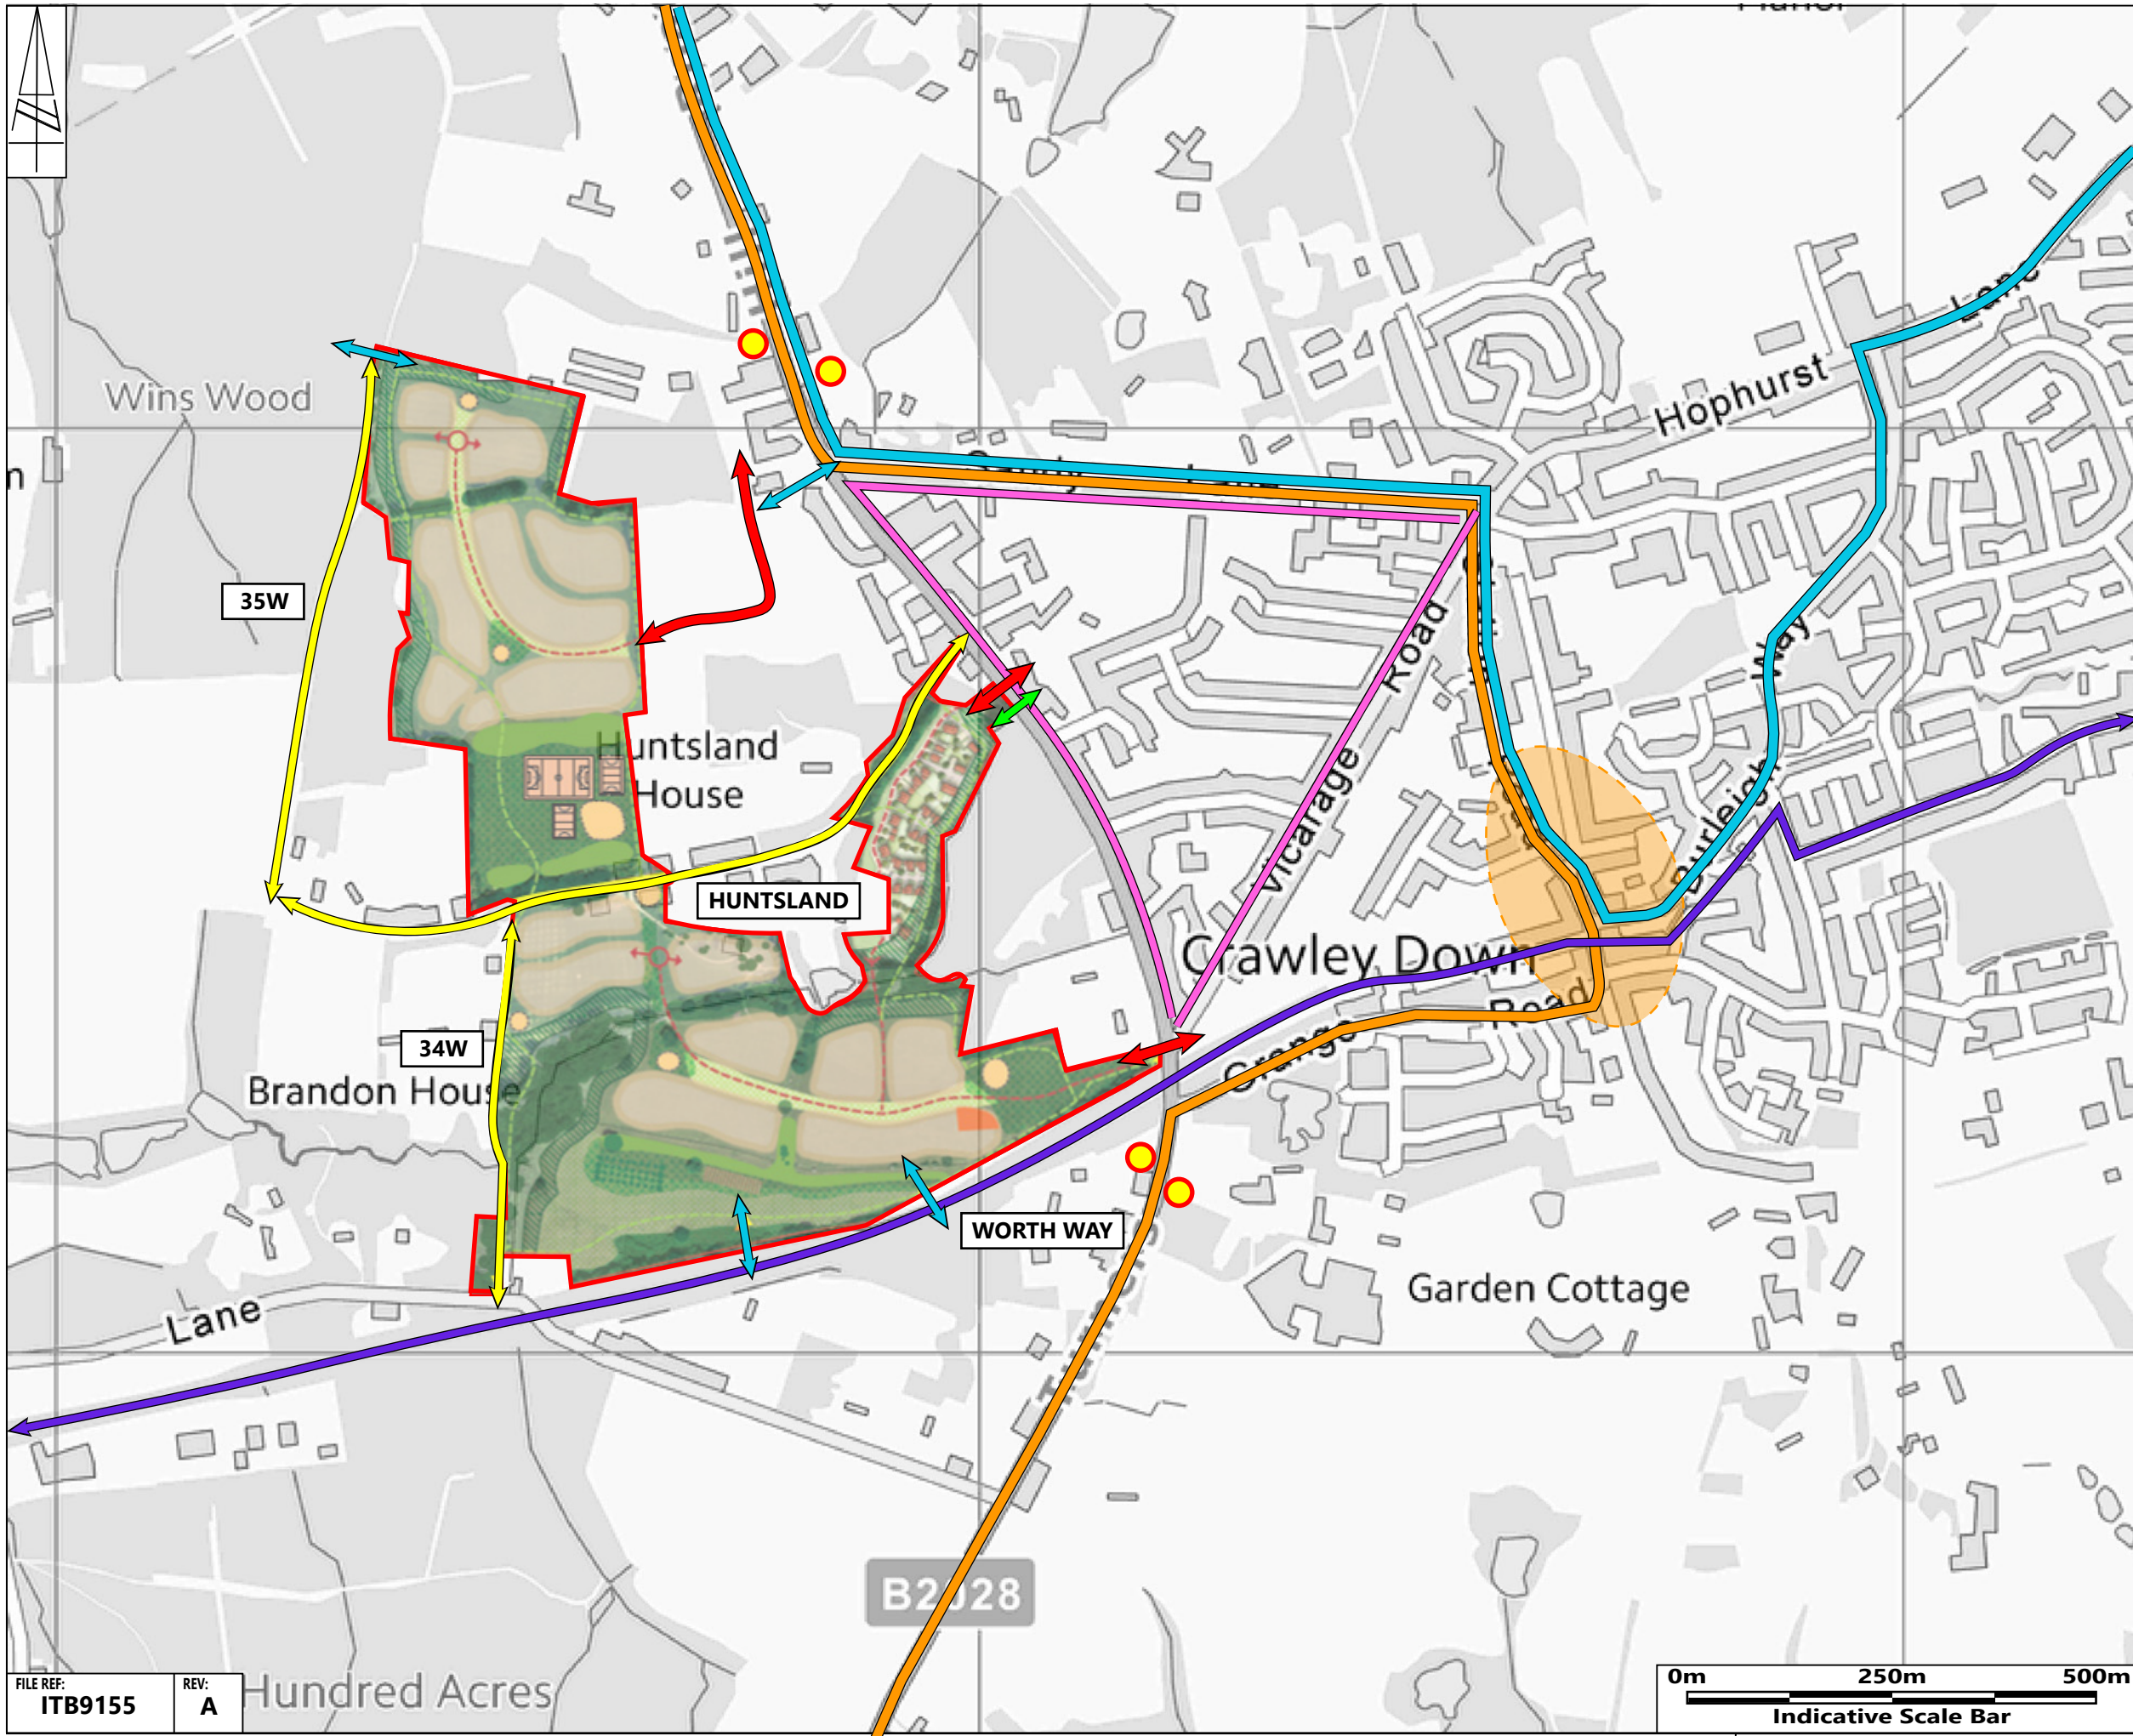 Wins Wood
Hophurst
Lane
35W
Road
Way
Huntsland
House
Vicarage
Burleigh
HUNTSLAND
Crawley Down
Road
34W
Brandon House
Grange
WORTH WAY
Garden Cottage
Lane
B2028
Hundred Acres
FILE REF:
ITB9155
REV:
A
0m 250m 500m
Indicative Scale Bar